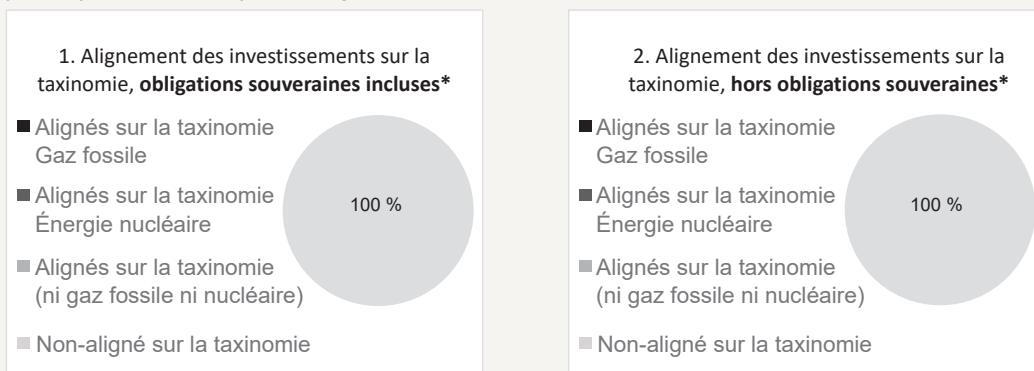 1. Alignement des investissements sur la
taxinomie, obligations souveraines incluses*
Alignés sur la taxinomie
Gaz fossile
Alignés sur la taxinomie
Énergie nucléaire
Alignés sur la taxinomie
(ni gaz fossile ni nucléaire)
Non-aligné sur la taxinomie
100 %
2. Alignement des investissements sur la
taxinomie, hors obligations souveraines*
Alignés sur la taxinomie
Gaz fossile
Alignés sur la taxinomie
Énergie nucléaire
Alignés sur la taxinomie
(ni gaz fossile ni nucléaire)
Non-aligné sur la taxinomie
100 %